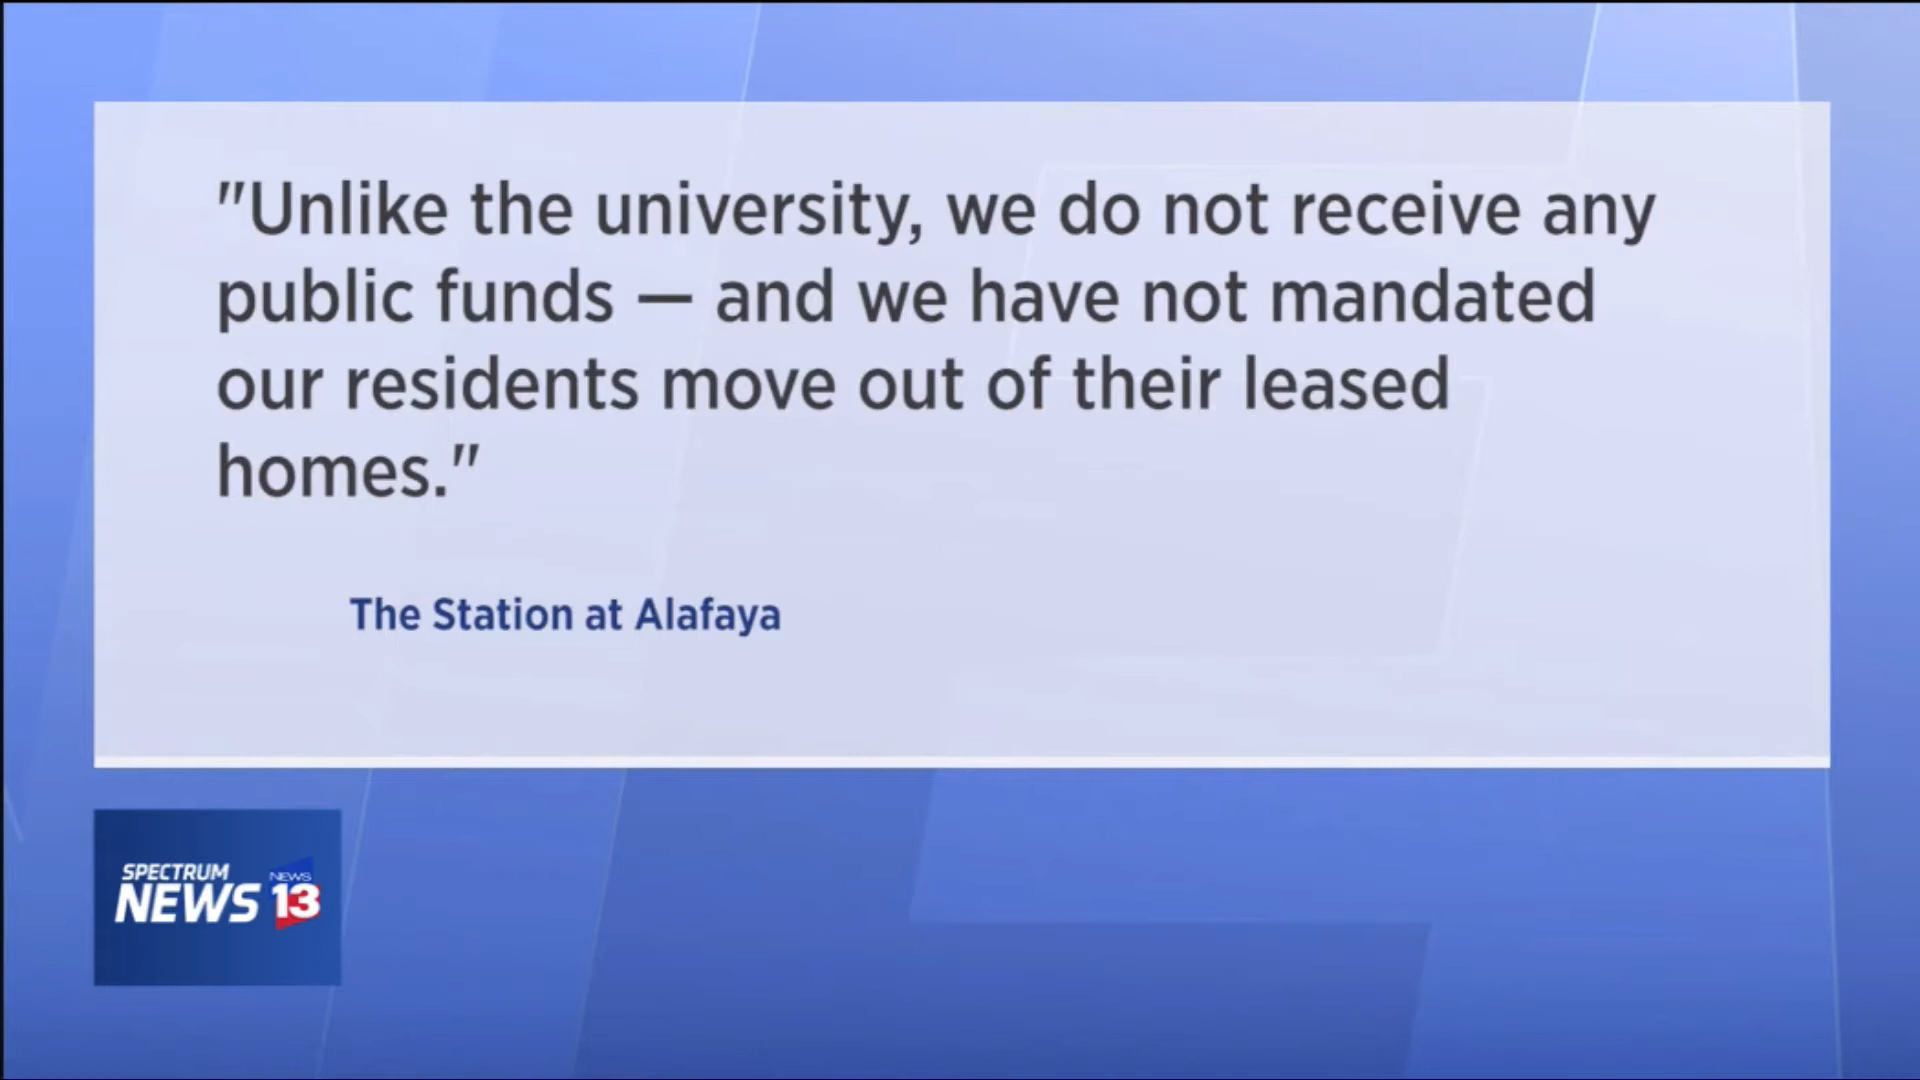 "Unlike the university, we do not receive any
public funds — and we have not mandated
our residents move out of their leased
homes."
The Station at Alafaya
SPECTRUM
NEWS
NEWS
13